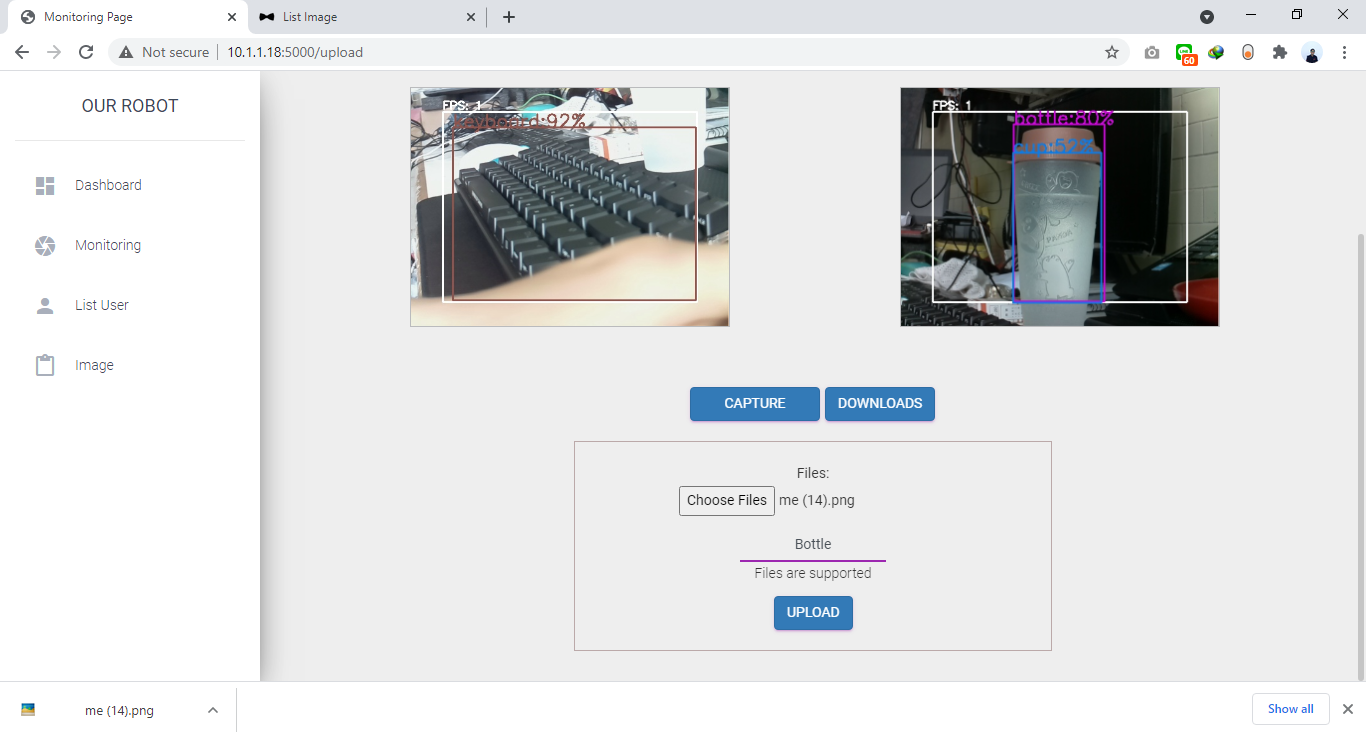 Monitoring Page
List Image
Not secure
10.1.1.18:5000/upload
60
OUR ROBOT
Dashboard
Monitoring
List User
Image
FPS: 1
keyboard:92%
FPS: 1
bottle:80%
cup:52%
CAPTURE
DOWNLOADS
Files:
Choose Files me (14).png
Bottle
Files are supported
UPLOAD
me (14).png
Show all